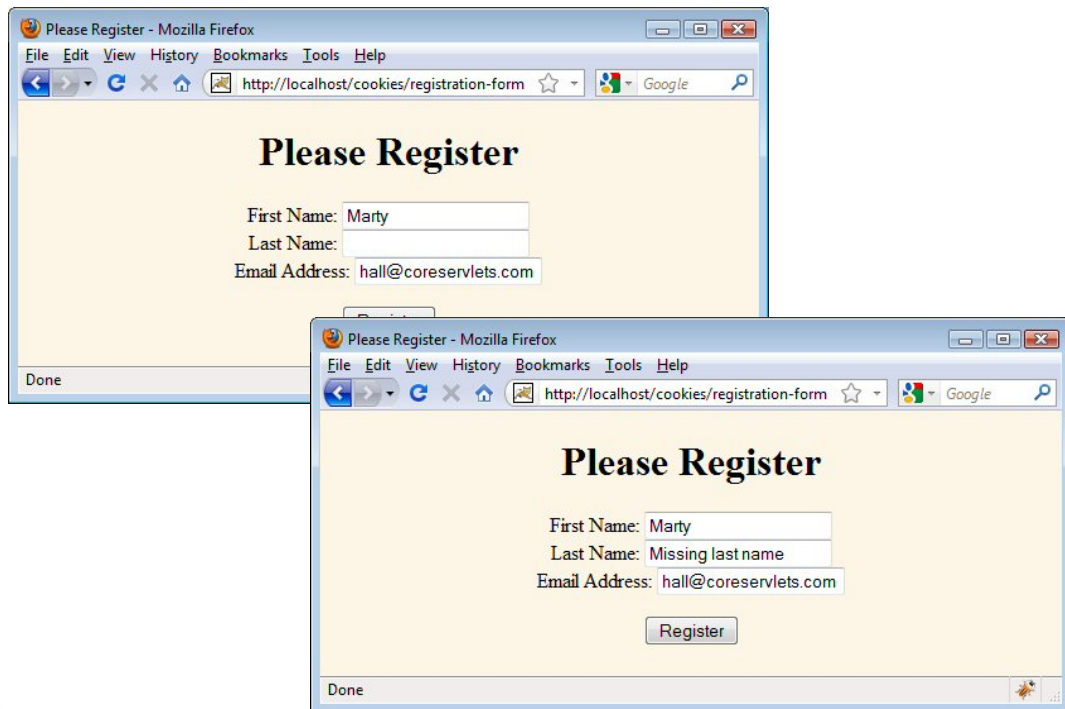 Please Register - Mozilla Firefox
File Edit View History Bookmarks Tools Help
http://localhost/cookies/registration-form Google
Please Register
First Name: Marty
Last Name:
Email Address: hall@coreservlets.com
Done
Please Register - Mozilla Firefox
File Edit View History Bookmarks Tools Help
http://localhost/cookies/registration-form Google
Please Register
First Name: Marty
Last Name: Missing last name
Email Address: hall@coreservlets.com
Register
Done